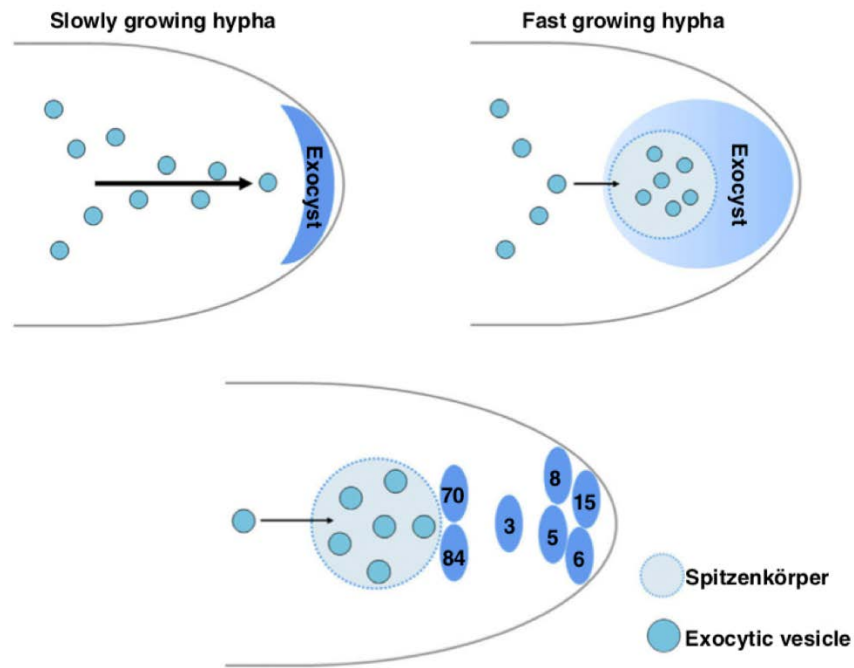 Slowly growing hypha
Fast growing hypha
Exocyst
Exocyst
70
84
3
8
15
5
6
Spitzenkörper
Exocytic vesicle